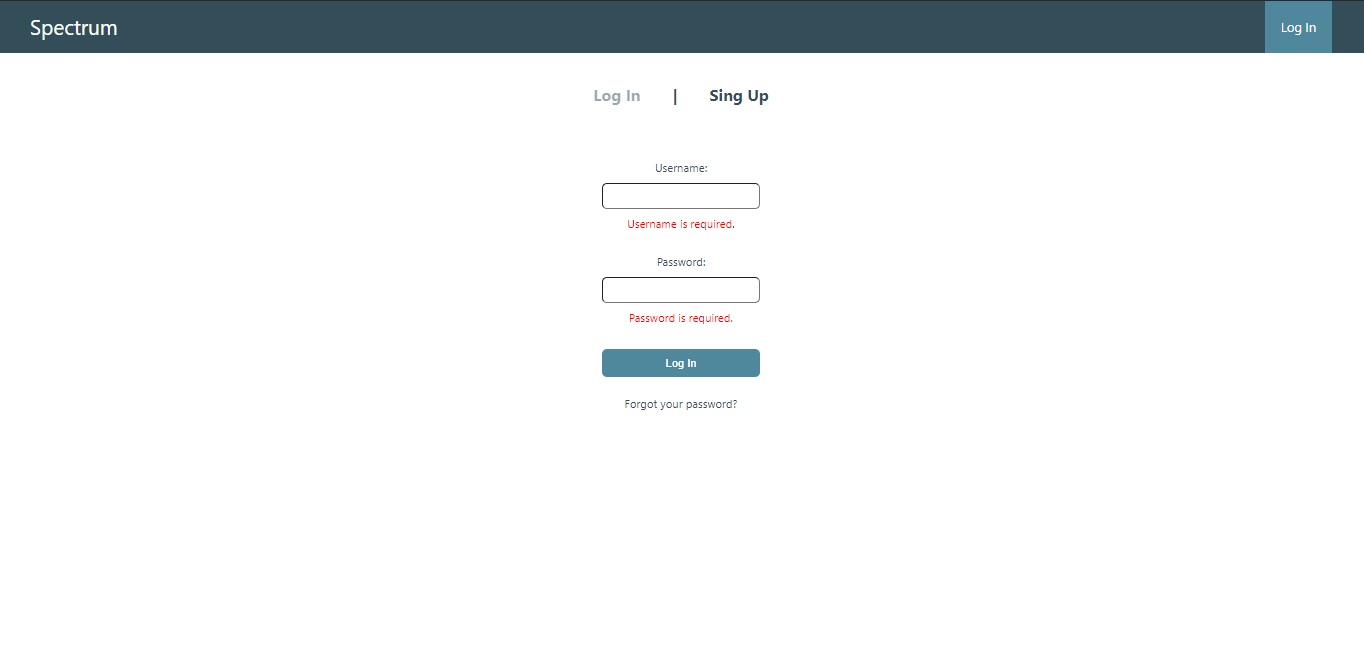 Spectrum
Log In
Log In | Sing Up
Username:
Username is required.
Password:
Password is required.
Log In
Forgot your password?